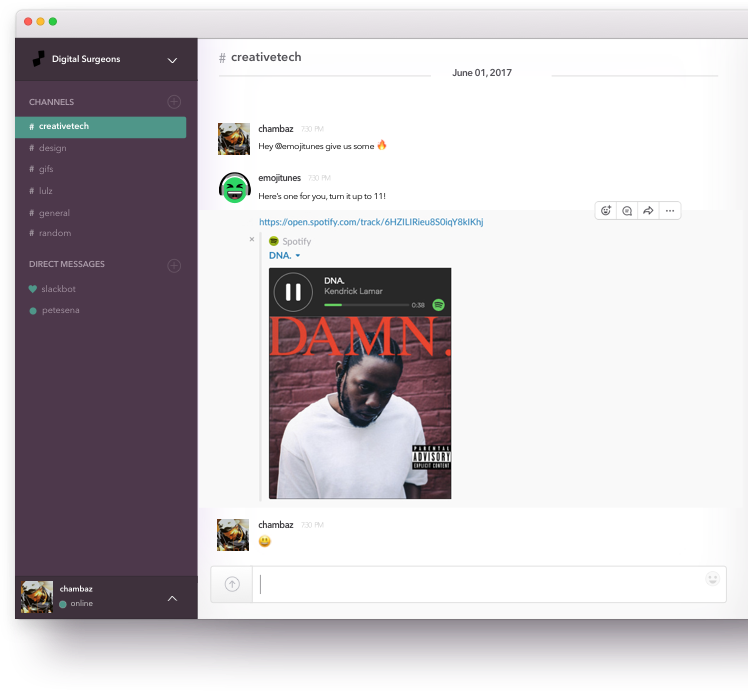 Digital Surgeons
CHANNELS
# creativetech
# design
# gifs
# lulz
# general
# random
DIRECT MESSAGES
slackbot
petesena
chambaz
online
# creativetech
June 01, 2017
chambaz 7:30 PM
Hey @emojitunes give us some 🔥
emojitunes 7:30 PM
Here's one for you, turn it up to 11!
https://open.spotify.com/track/6HZILIRieu8S0iqY8kIKhj
× Spotify
DNA.
DNA.
Kendrick Lamar
0:38
DAMN.
PARENTAL
ADVISORY
EXPLICIT CONTENT
chambaz 7:30 PM
😃